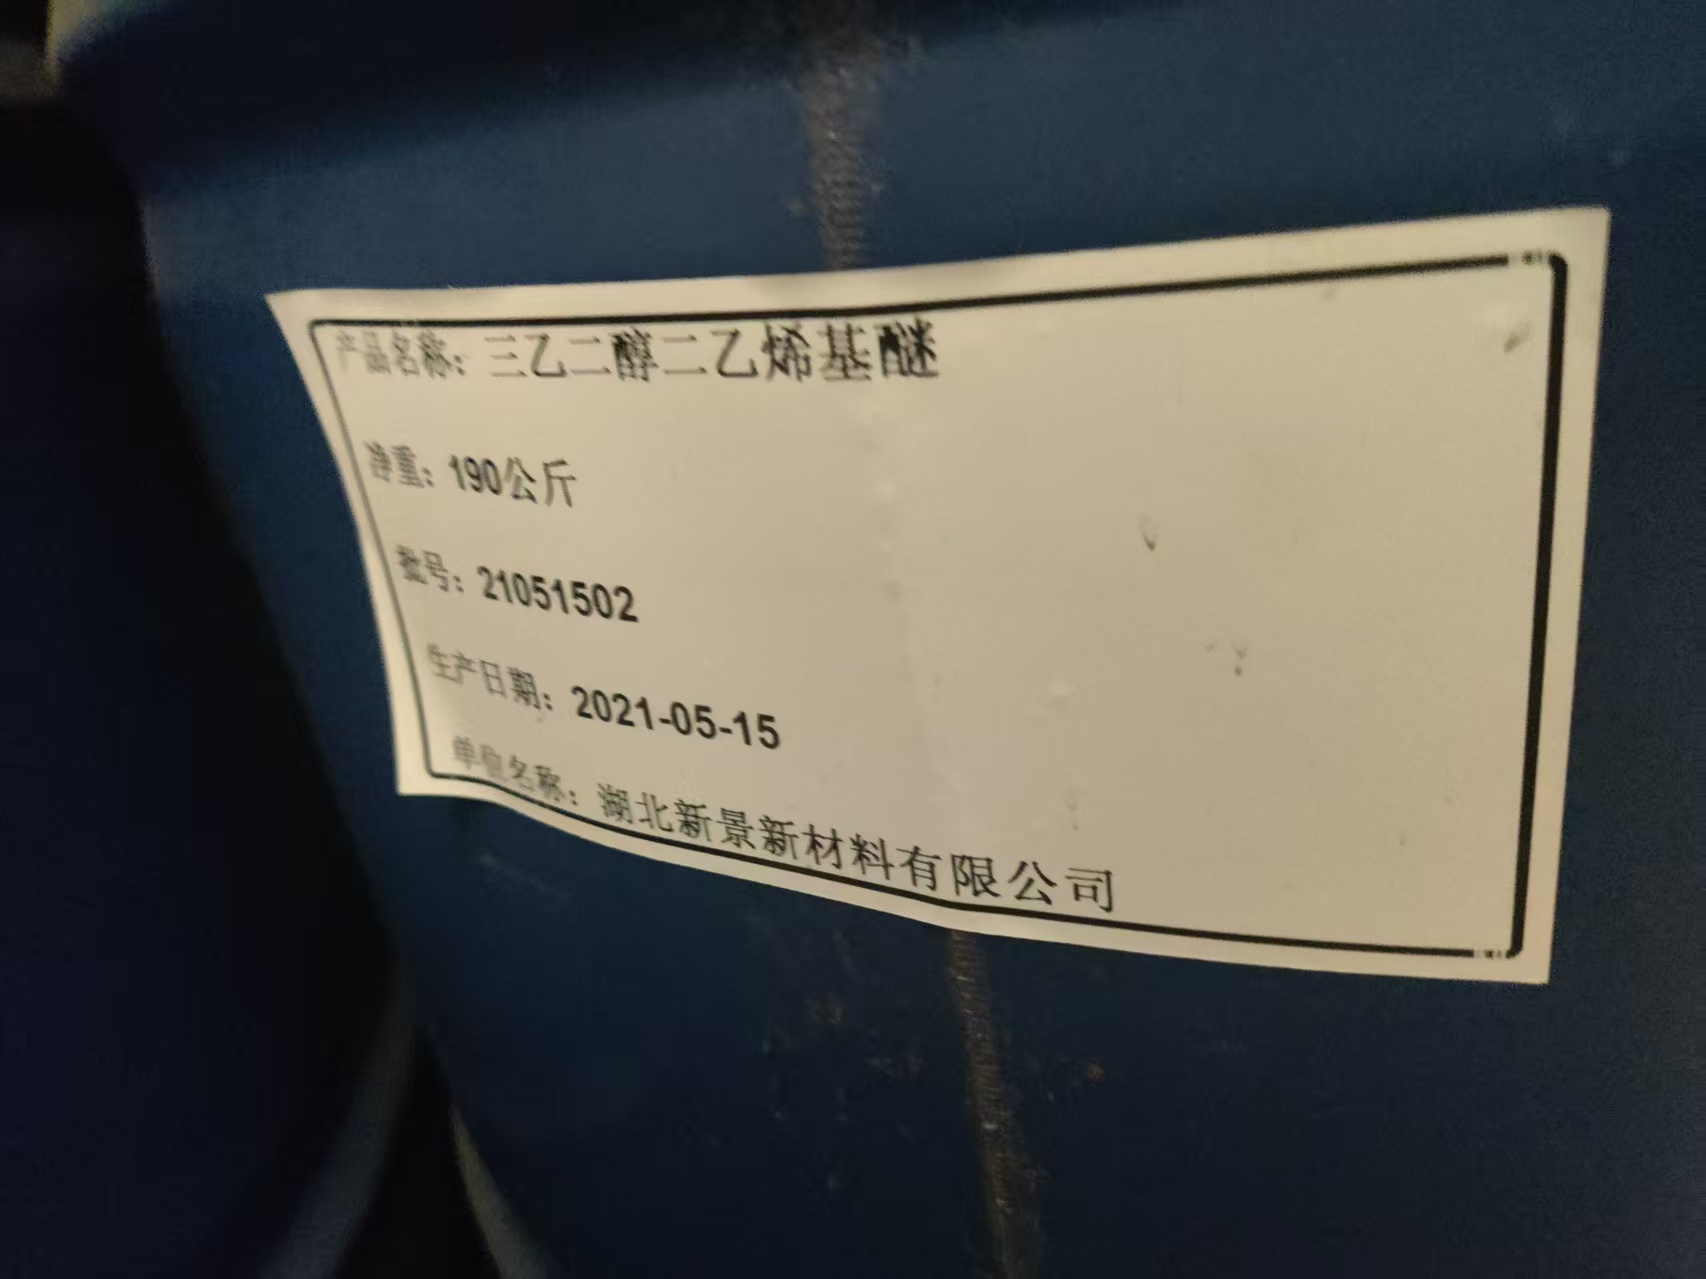 产品名称：三乙二醇二乙烯基醚
净重：190公斤
批号：21051502
生产日期：2021-05-15
单位名称：湖北新景新材料有限公司